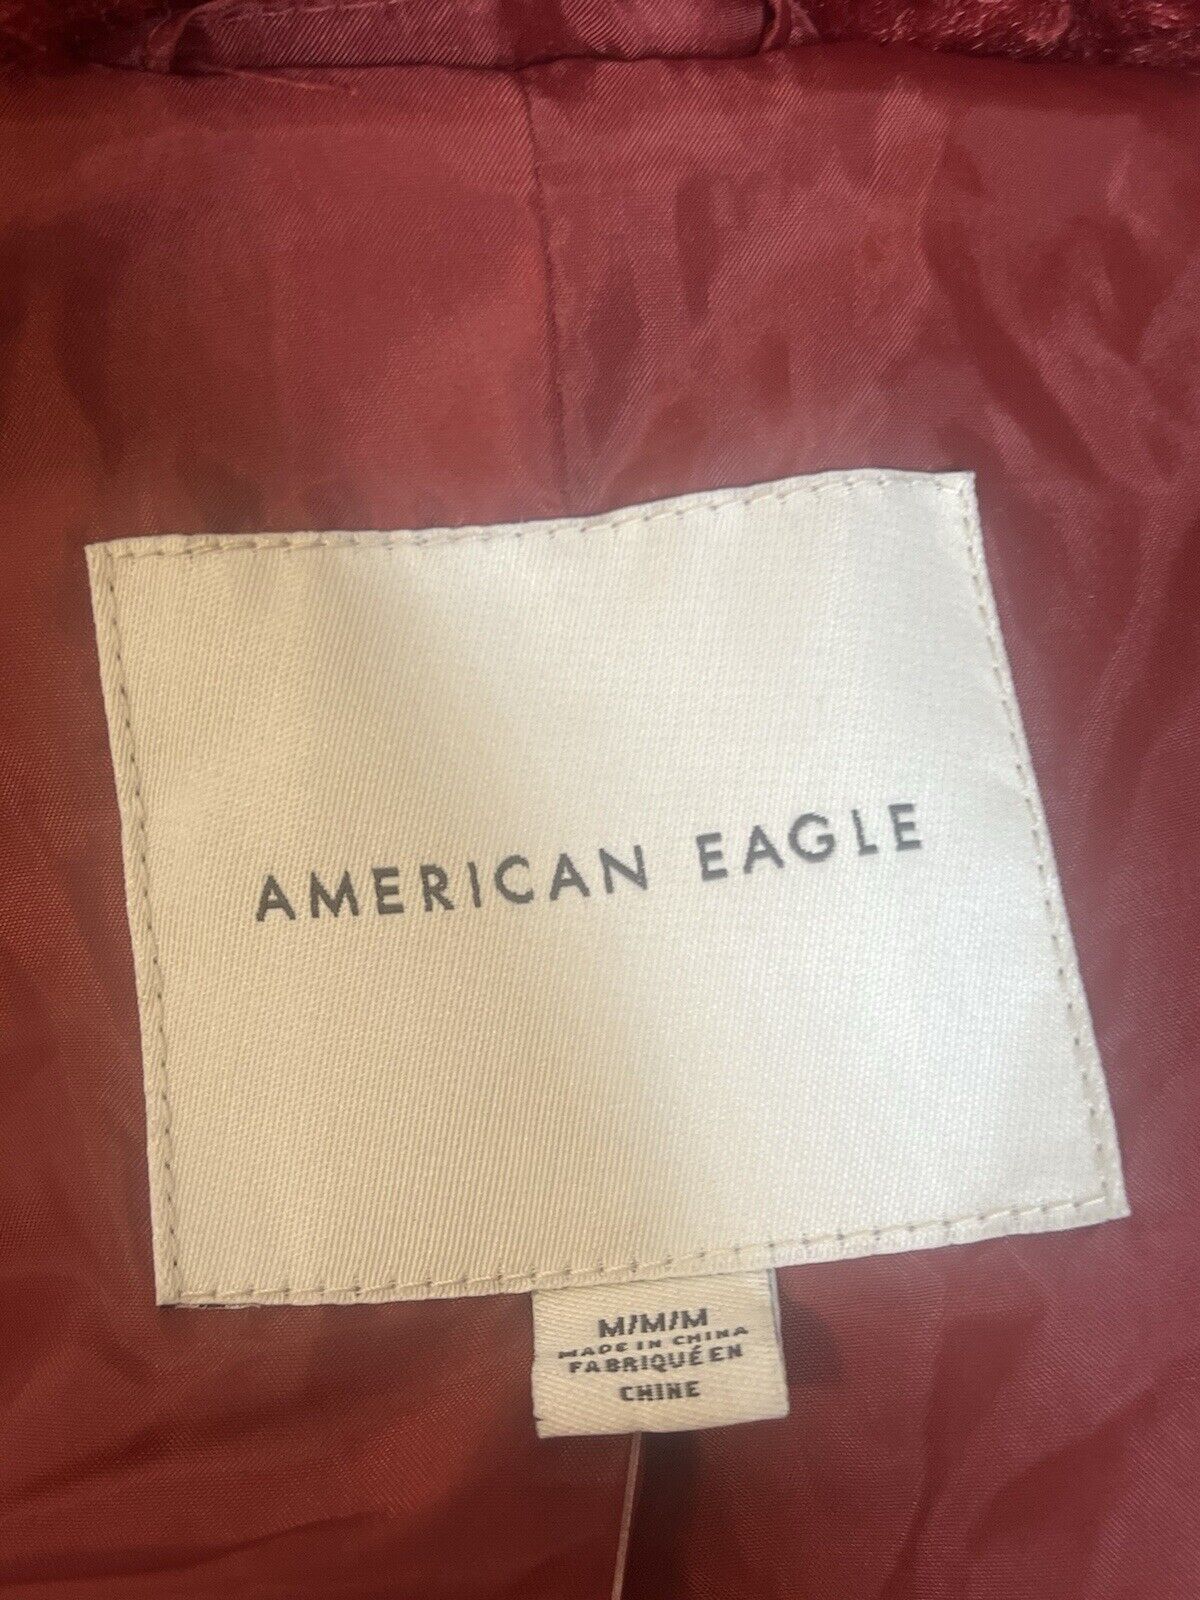 AMERICAN EAGLE
M/M/M
MADE IN CHINA
FABRIQUÉ EN
CHINE